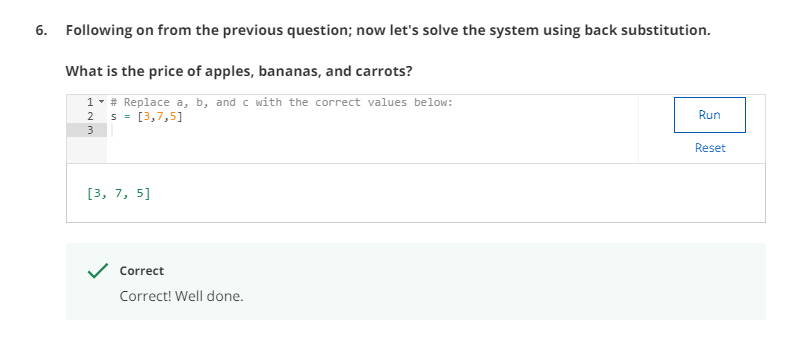 6. Following on from the previous question; now let's solve the system using back substitution.
What is the price of apples, bananas, and carrots?
1 # Replace a, b, and c with the correct values below:
2 s = [3,7,5]
3
Run
Reset
[3, 7, 5]
Correct
Correct! Well done.